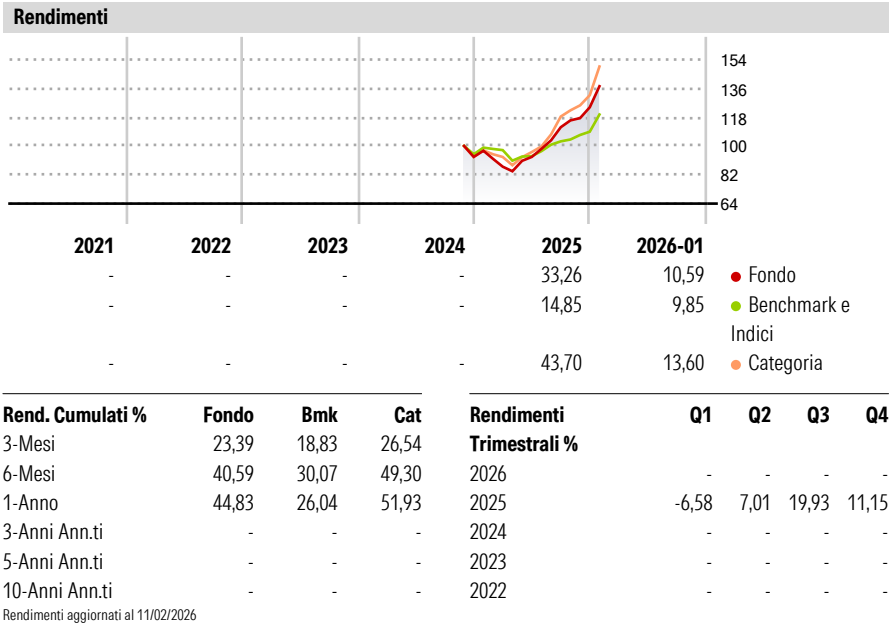 Rendimenti
154
136
118
100
82
64
2021 2022 2023 2024 2025 2026-01
- - - - 33,26 10,59 Fondo
- - - - 14,85 9,85 Benchmark e
Indici
- - - - 43,70 13,60 Categoria
Rend. Cumulati % Fondo Bmk Cat
3-Mesi 23,39 18,83 26,54
6-Mesi 40,59 30,07 49,30
1-Anno 44,83 26,04 51,93
3-Anni Ann.ti - - -
5-Anni Ann.ti - - -
10-Anni Ann.ti - - -
Rendimenti Q1 Q2 Q3 Q4
Trimestrali %
2026 - - - -
2025 -6,58 7,01 19,93 11,15
2024 - - - -
2023 - - - -
2022 - - - -
Rendimenti aggiornati al 11/02/2026